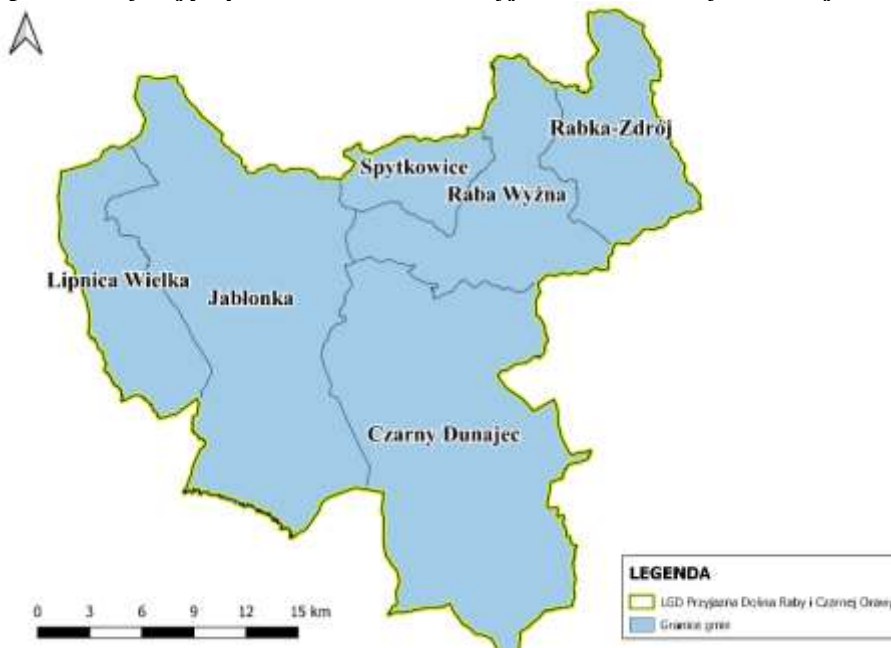 Rabka-Zdrój
Spytkowice
Raba Wyżna
Lipnica Wielka
Jabłonka
Czarny Dunajec
LEGENDA
LGD Przyjazna Dolina Raby i Czarnej Orawy
Granice gmin
0 3 6 9 12 15 km